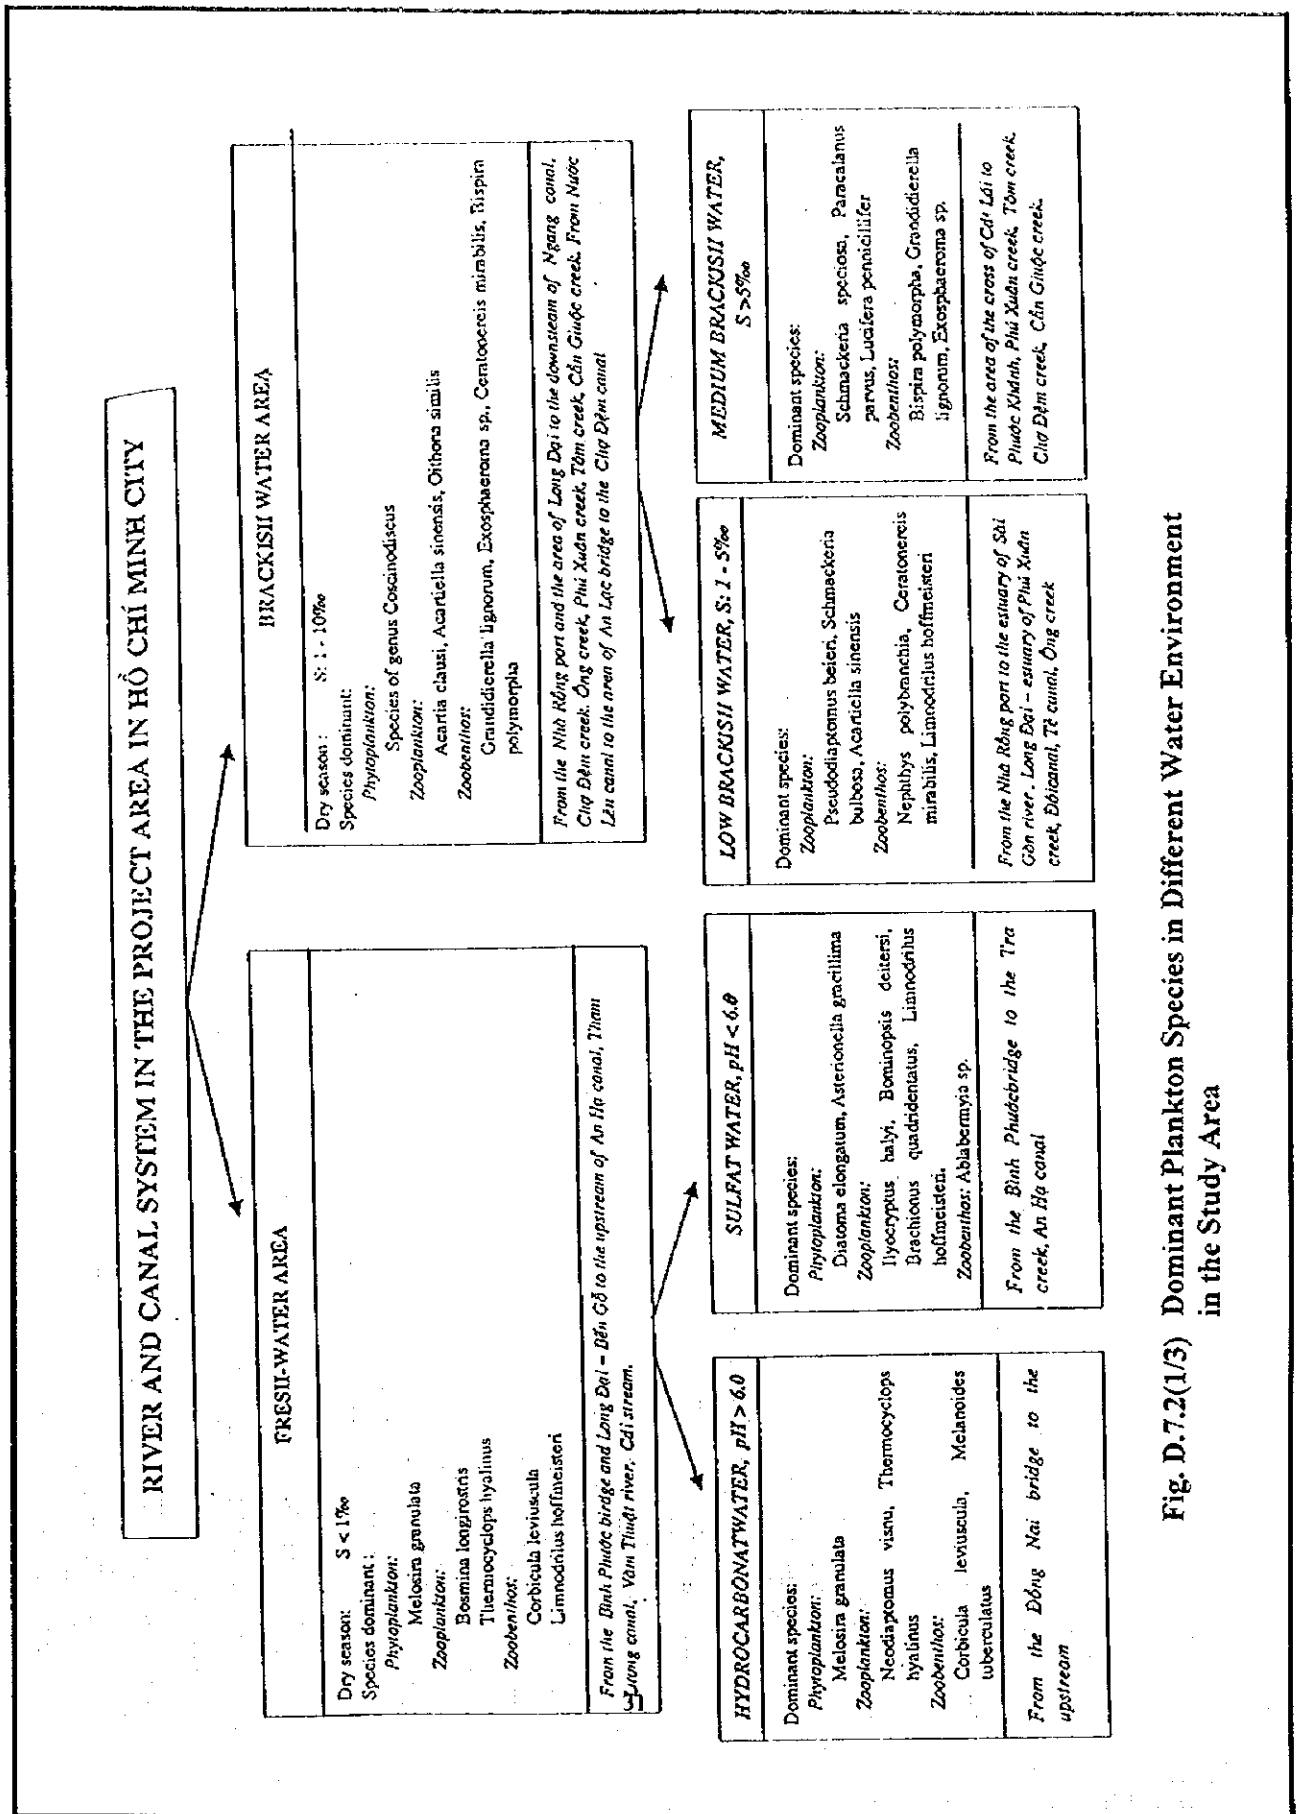 RIVER AND CANAL SYSTEM IN THE PROJECT AREA IN HỒ CHÍ MINH CITY
FRESH-WATER AREA
Dry season: S < 1‰
Species dominant :
Phytoplankton:
Melosira granulata
Zooplankton:
Bosmina longirostris
Thermocyclops hyalinus
Zoobenthos:
Corbicula leviuscula
Limnodrilus hoffmeisteri
From the Bình Phước birdge and Long Đại – Bến Gỗ to the upstream of An Hạ canal, Tham
Lương canal, Vàm Thuật river, Cái stream.
BRACKISH WATER AREA
Dry season : S: 1 - 10‰
Species dominant:
Phytoplankton:
Species of genus Coscinodiscus
Zooplankton:
Acartia clausi, Acartiella sinensis, Oithona similis
Zoobenthos:
Grandidierella lignorum, Exosphaeroma sp., Ceratonereis mirabilis, Bispira
polymorpha
From the Nhà Rồng port and the area of Long Đại to the downsteam of Ngang canal,
Chợ Đệm creek. Ông creek, Phú Xuân creek, Tôm creek, Cần Giuộc creek. From Nước
Lên canal to the area of An Lạc bridge to the Chợ Đệm canal
HYDROCARBONATWATER, pH > 6.0
Dominant species:
Phytoplankton:
Melosira granulata
Zooplankton:
Neodiaptomus visnu, Thermocyclops
hyalinus
Zoobenthos:
Corbicula leviuscula, Melanoides
tuberculatus
From the Đồng Nai bridge to the
upstream
SULFAT WATER, pH < 6.0
Dominant species:
Phytoplankton:
Diatoma elongatum, Asterionella gracilima
Zooplankton:
Ilyocryptus halyi, Bominopsis deitersi,
Brachionus quadridentatus, Limnodrilus
hoffmeisteri.
Zoobenthos: Ablabermyia sp.
From the Bình Phướcbridge to the Tra
creek, An Hạ canal
LOW BRACKISH WATER, S: 1 - 5‰
Dominant species:
Zooplankton:
Pseudodiaptomus beieri, Schmackeria
bulbosa, Acartiella sinensis
Zoobenthos:
Nephthys polybranchia, Ceratonereis
mirabilis, Limnodrilus hoffmeisteri
From the Nhà Rồng port to the estuary of Sài
Gòn river, Long Đại – estuary of Phú Xuân
creek, Đôicanal, Tẻ canal, Ông creek
MEDIUM BRACKISH WATER,
S >5‰
Dominant species:
Zooplankton:
Schmackeria speciosa, Paracalanus
parvus, Lucifera pennicillifer
Zoobenthos:
Bispira polymorpha, Grandidierella
lignorum, Exosphaeroma sp.
From the area of the cross of Cát Lái to
Phước Khánh, Phú Xuân creek, Tôm creek,
Chợ Đệm creek, Cần Giuộc creek.
Fig. D.7.2(1/3) Dominant Plankton Species in Different Water Environment
in the Study Area